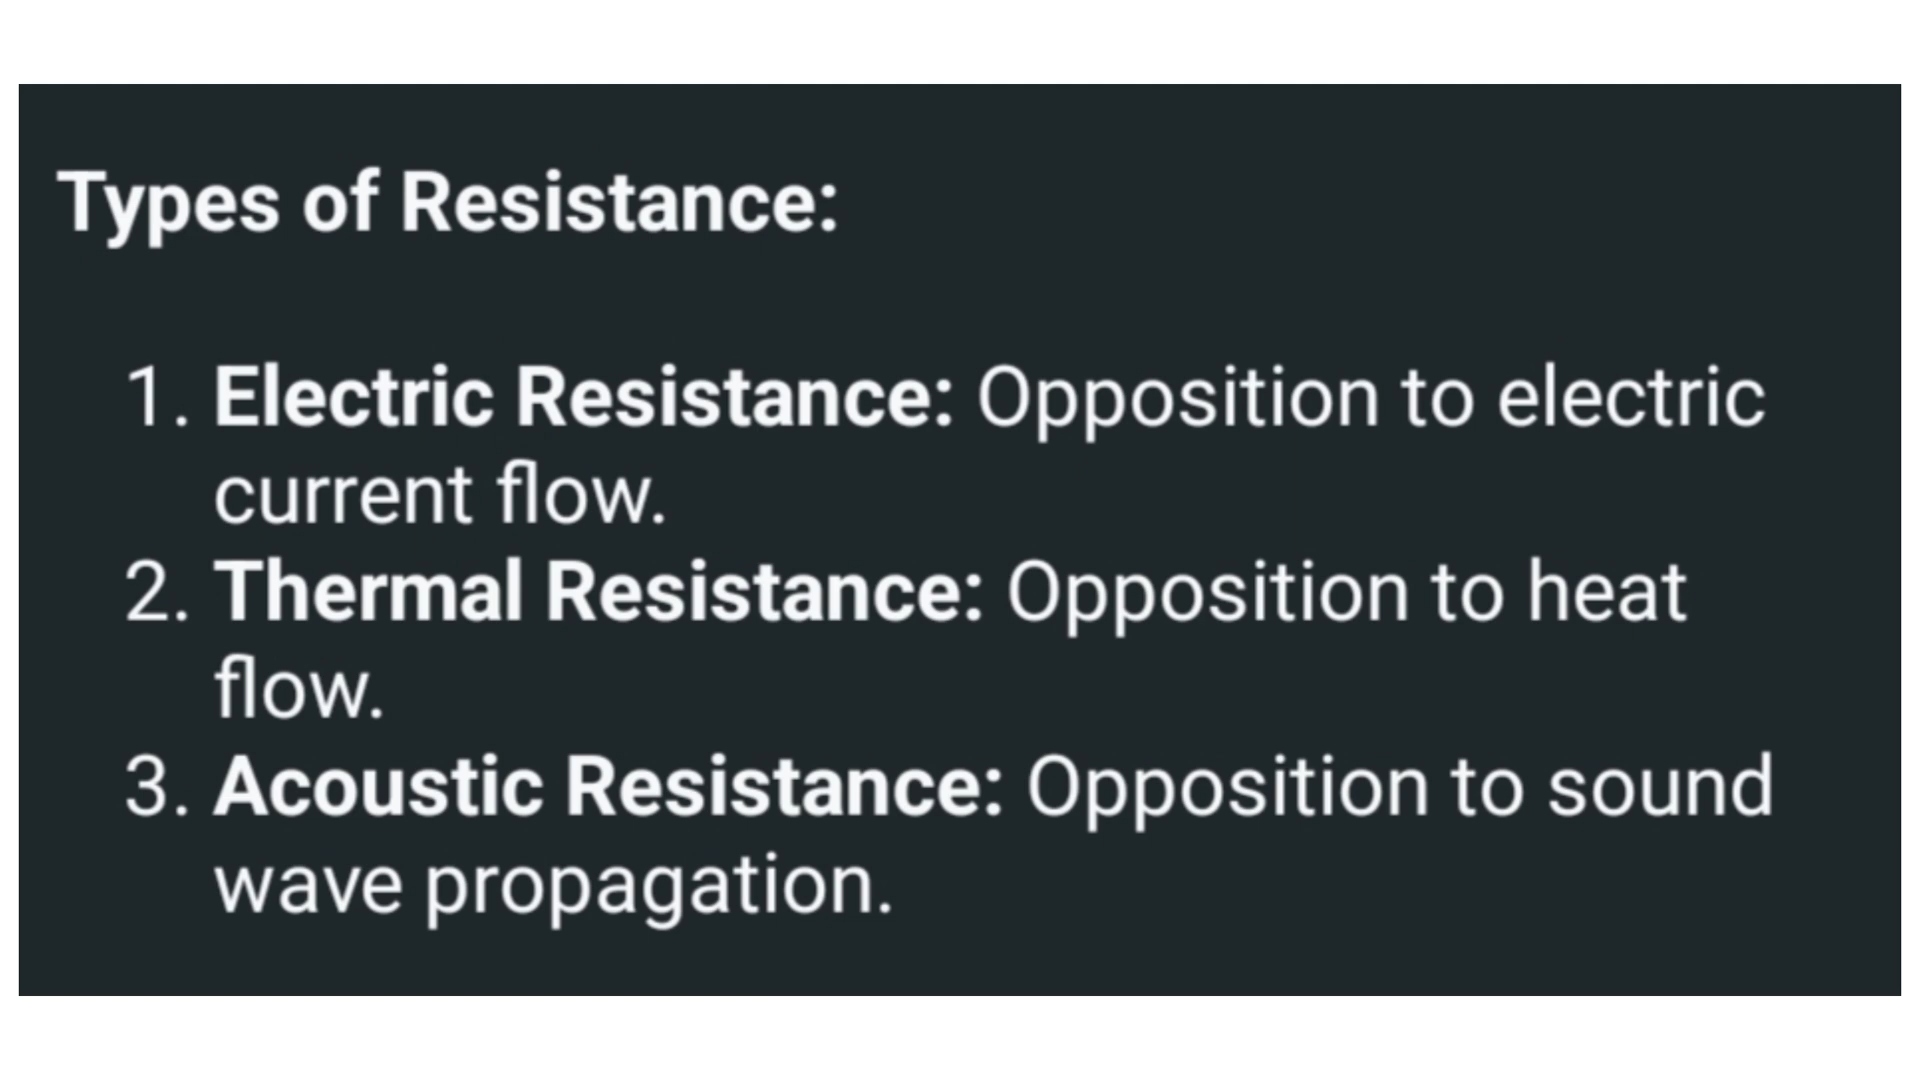 Types of Resistance:
1. Electric Resistance: Opposition to electric
current flow.
2. Thermal Resistance: Opposition to heat
flow.
3. Acoustic Resistance: Opposition to sound
wave propagation.